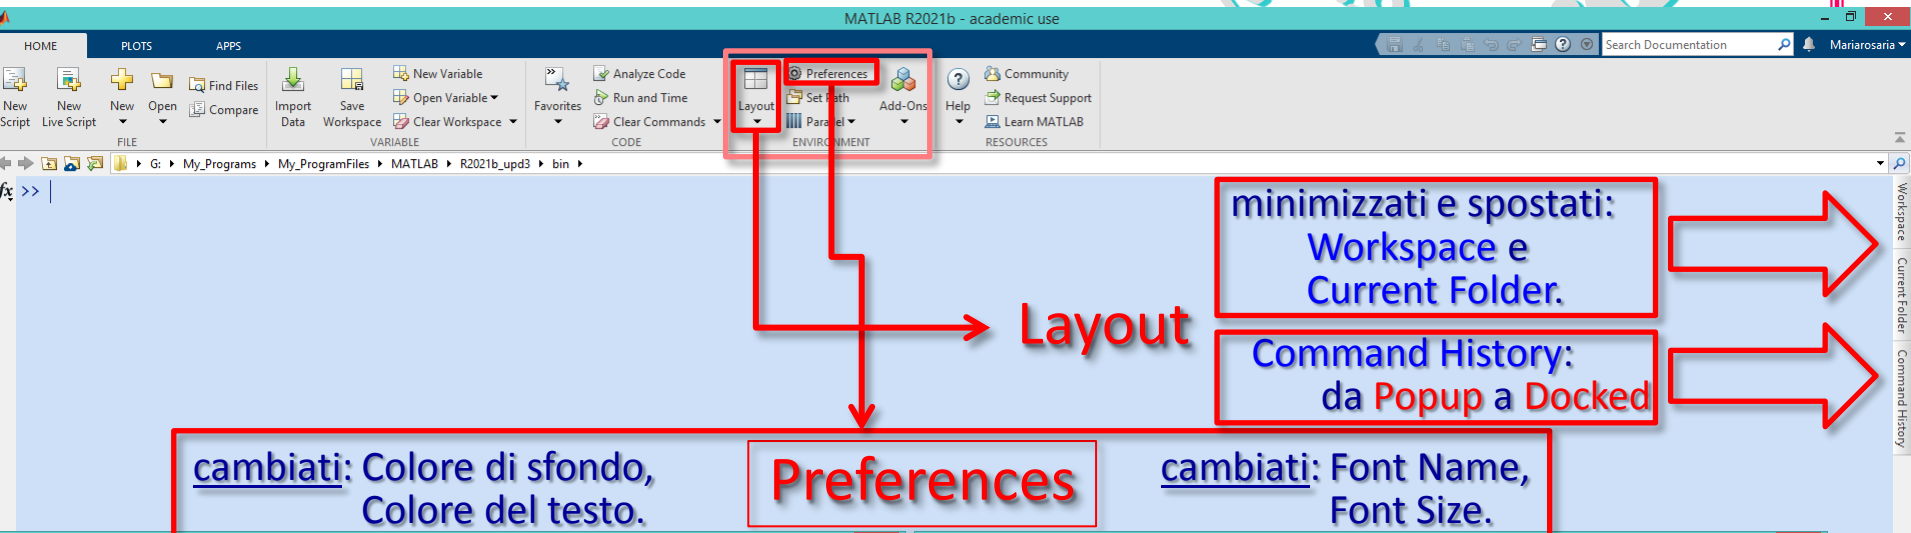 MATLAB R2021b - academic use
HOME PLOTS APPS
Search Documentation
Mariarosaria
New Script
New Live Script
New
Open
Find Files
Compare
FILE
Import Data
Save Workspace
New Variable
Open Variable
Clear Workspace
VARIABLE
Favorites
Analyze Code
Run and Time
Clear Commands
CODE
Layout
Preferences
Set Path
Parallel
Add-Ons
ENVIRONMENT
Help
Community
Request Support
Learn MATLAB
RESOURCES
G: My_Programs My_ProgramFiles MATLAB R2021b_upd3 bin
fx >>
minimizzati e spostati:
Workspace e
Current Folder.
Layout
Command History:
da Popup a Docked
Workspace
Current Folder
Command History
cambiati: Colore di sfondo,
Colore del testo.
Preferences
cambiati: Font Name,
Font Size.